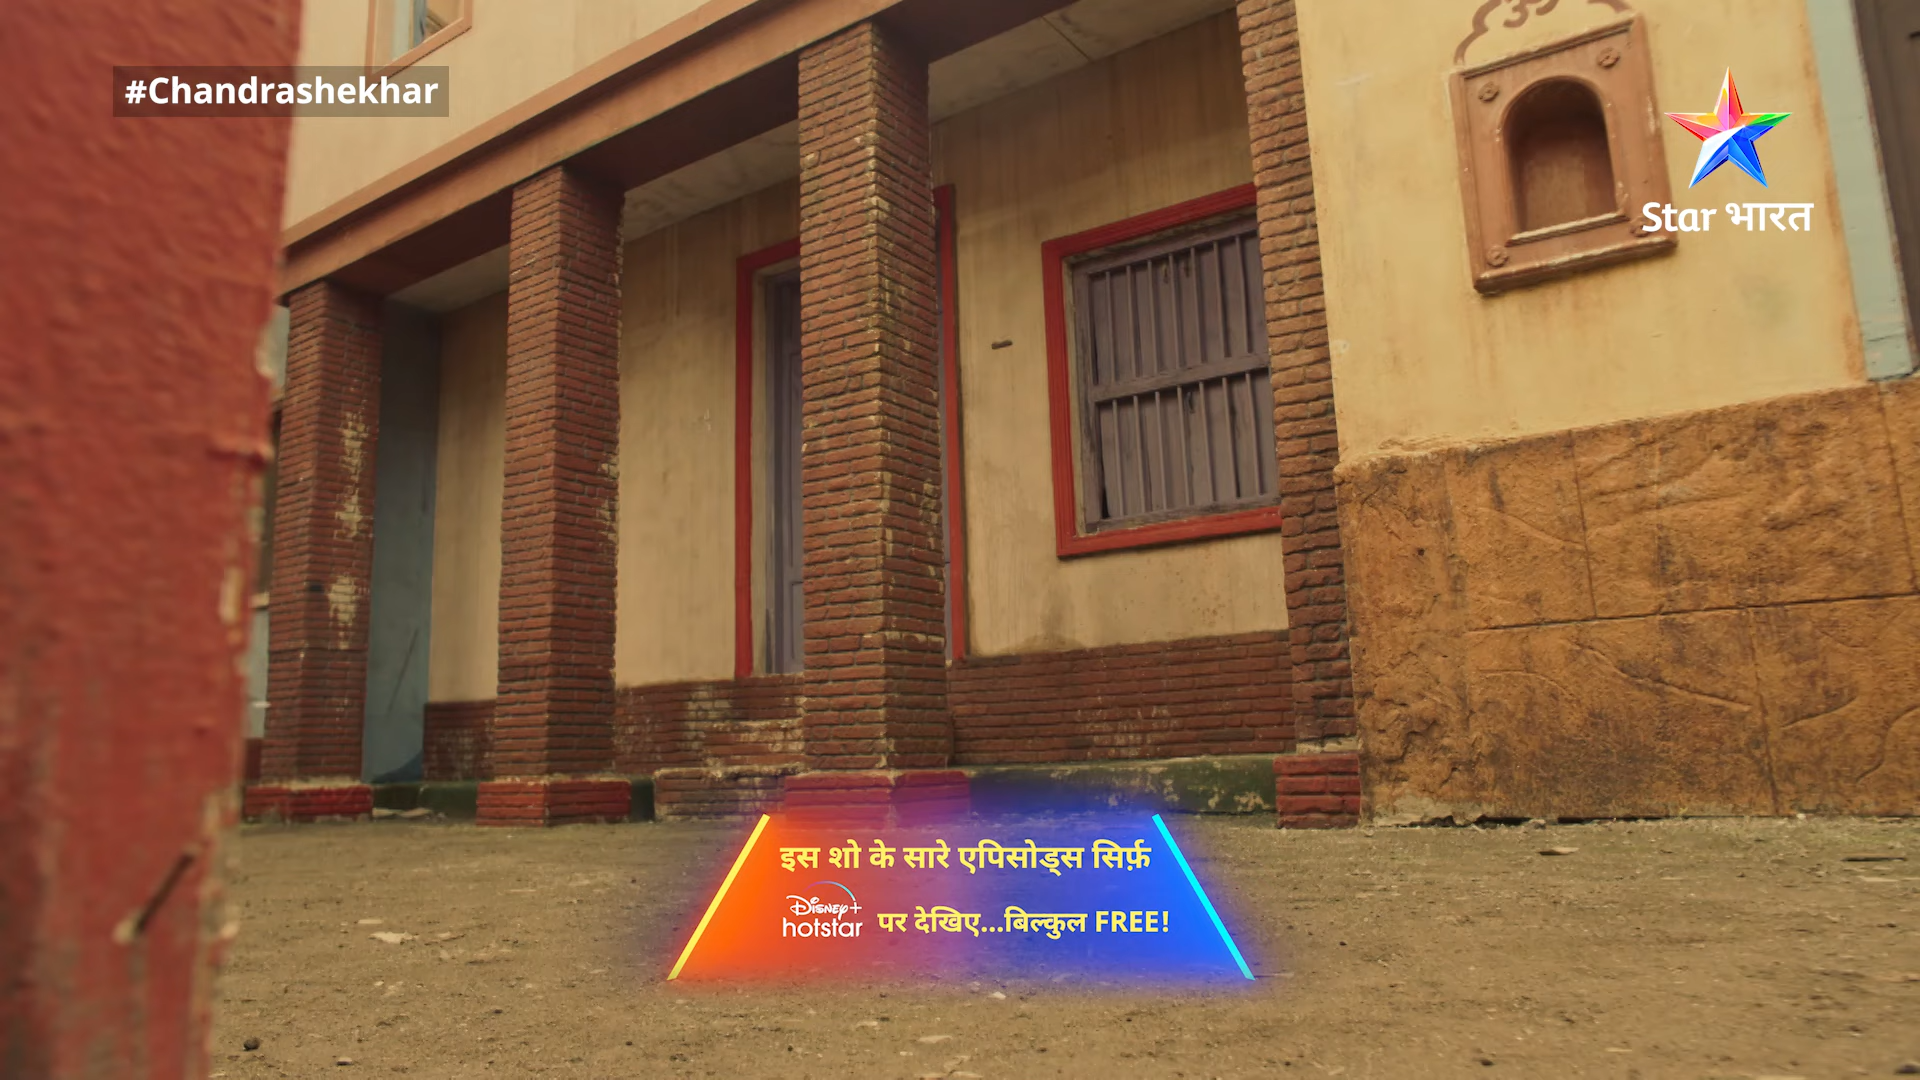 #Chandrashekhar
Star भारत
इस शो के सारे एपिसोड्स सिर्फ़
Disney+
hotstar पर देखिए...बिल्कुल FREE!